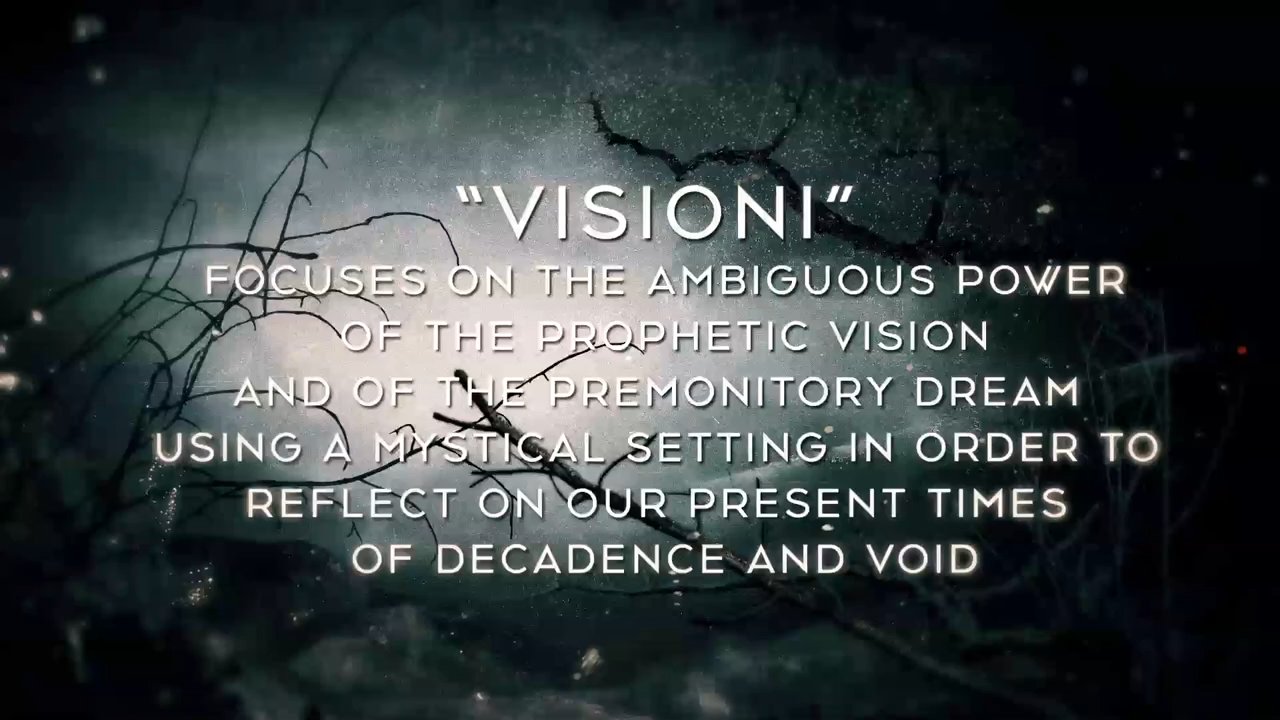 “VISIONI”
FOCUSES ON THE AMBIGUOUS POWER
OF THE PROPHETIC VISION
AND OF THE PREMONITORY DREAM
USING A MYSTICAL SETTING IN ORDER TO
REFLECT ON OUR PRESENT TIMES
OF DECADENCE AND VOID